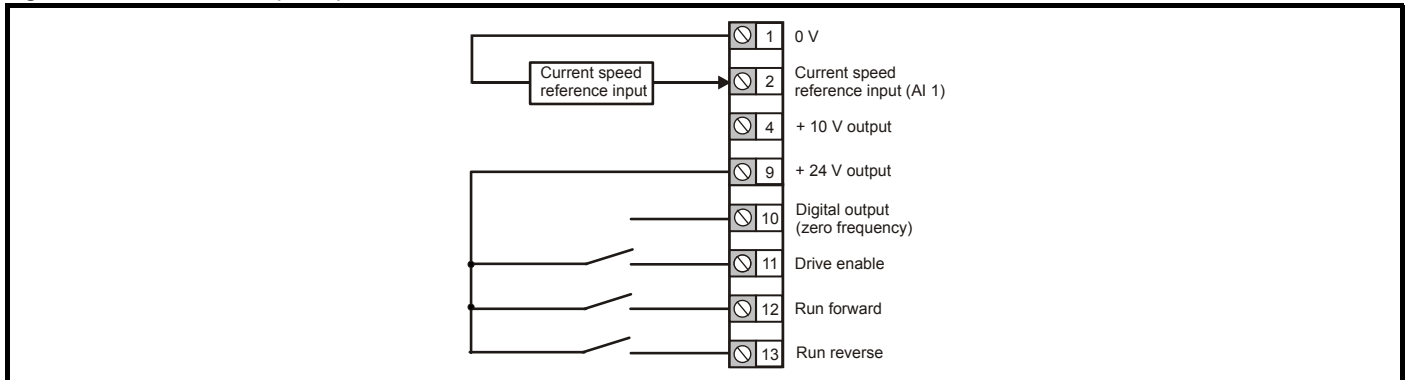 1 0 V
Current speed
reference input
2 Current speed
reference input (AI 1)
4 + 10 V output
9 + 24 V output
10 Digital output
(zero frequency)
11 Drive enable
12 Run forward
13 Run reverse